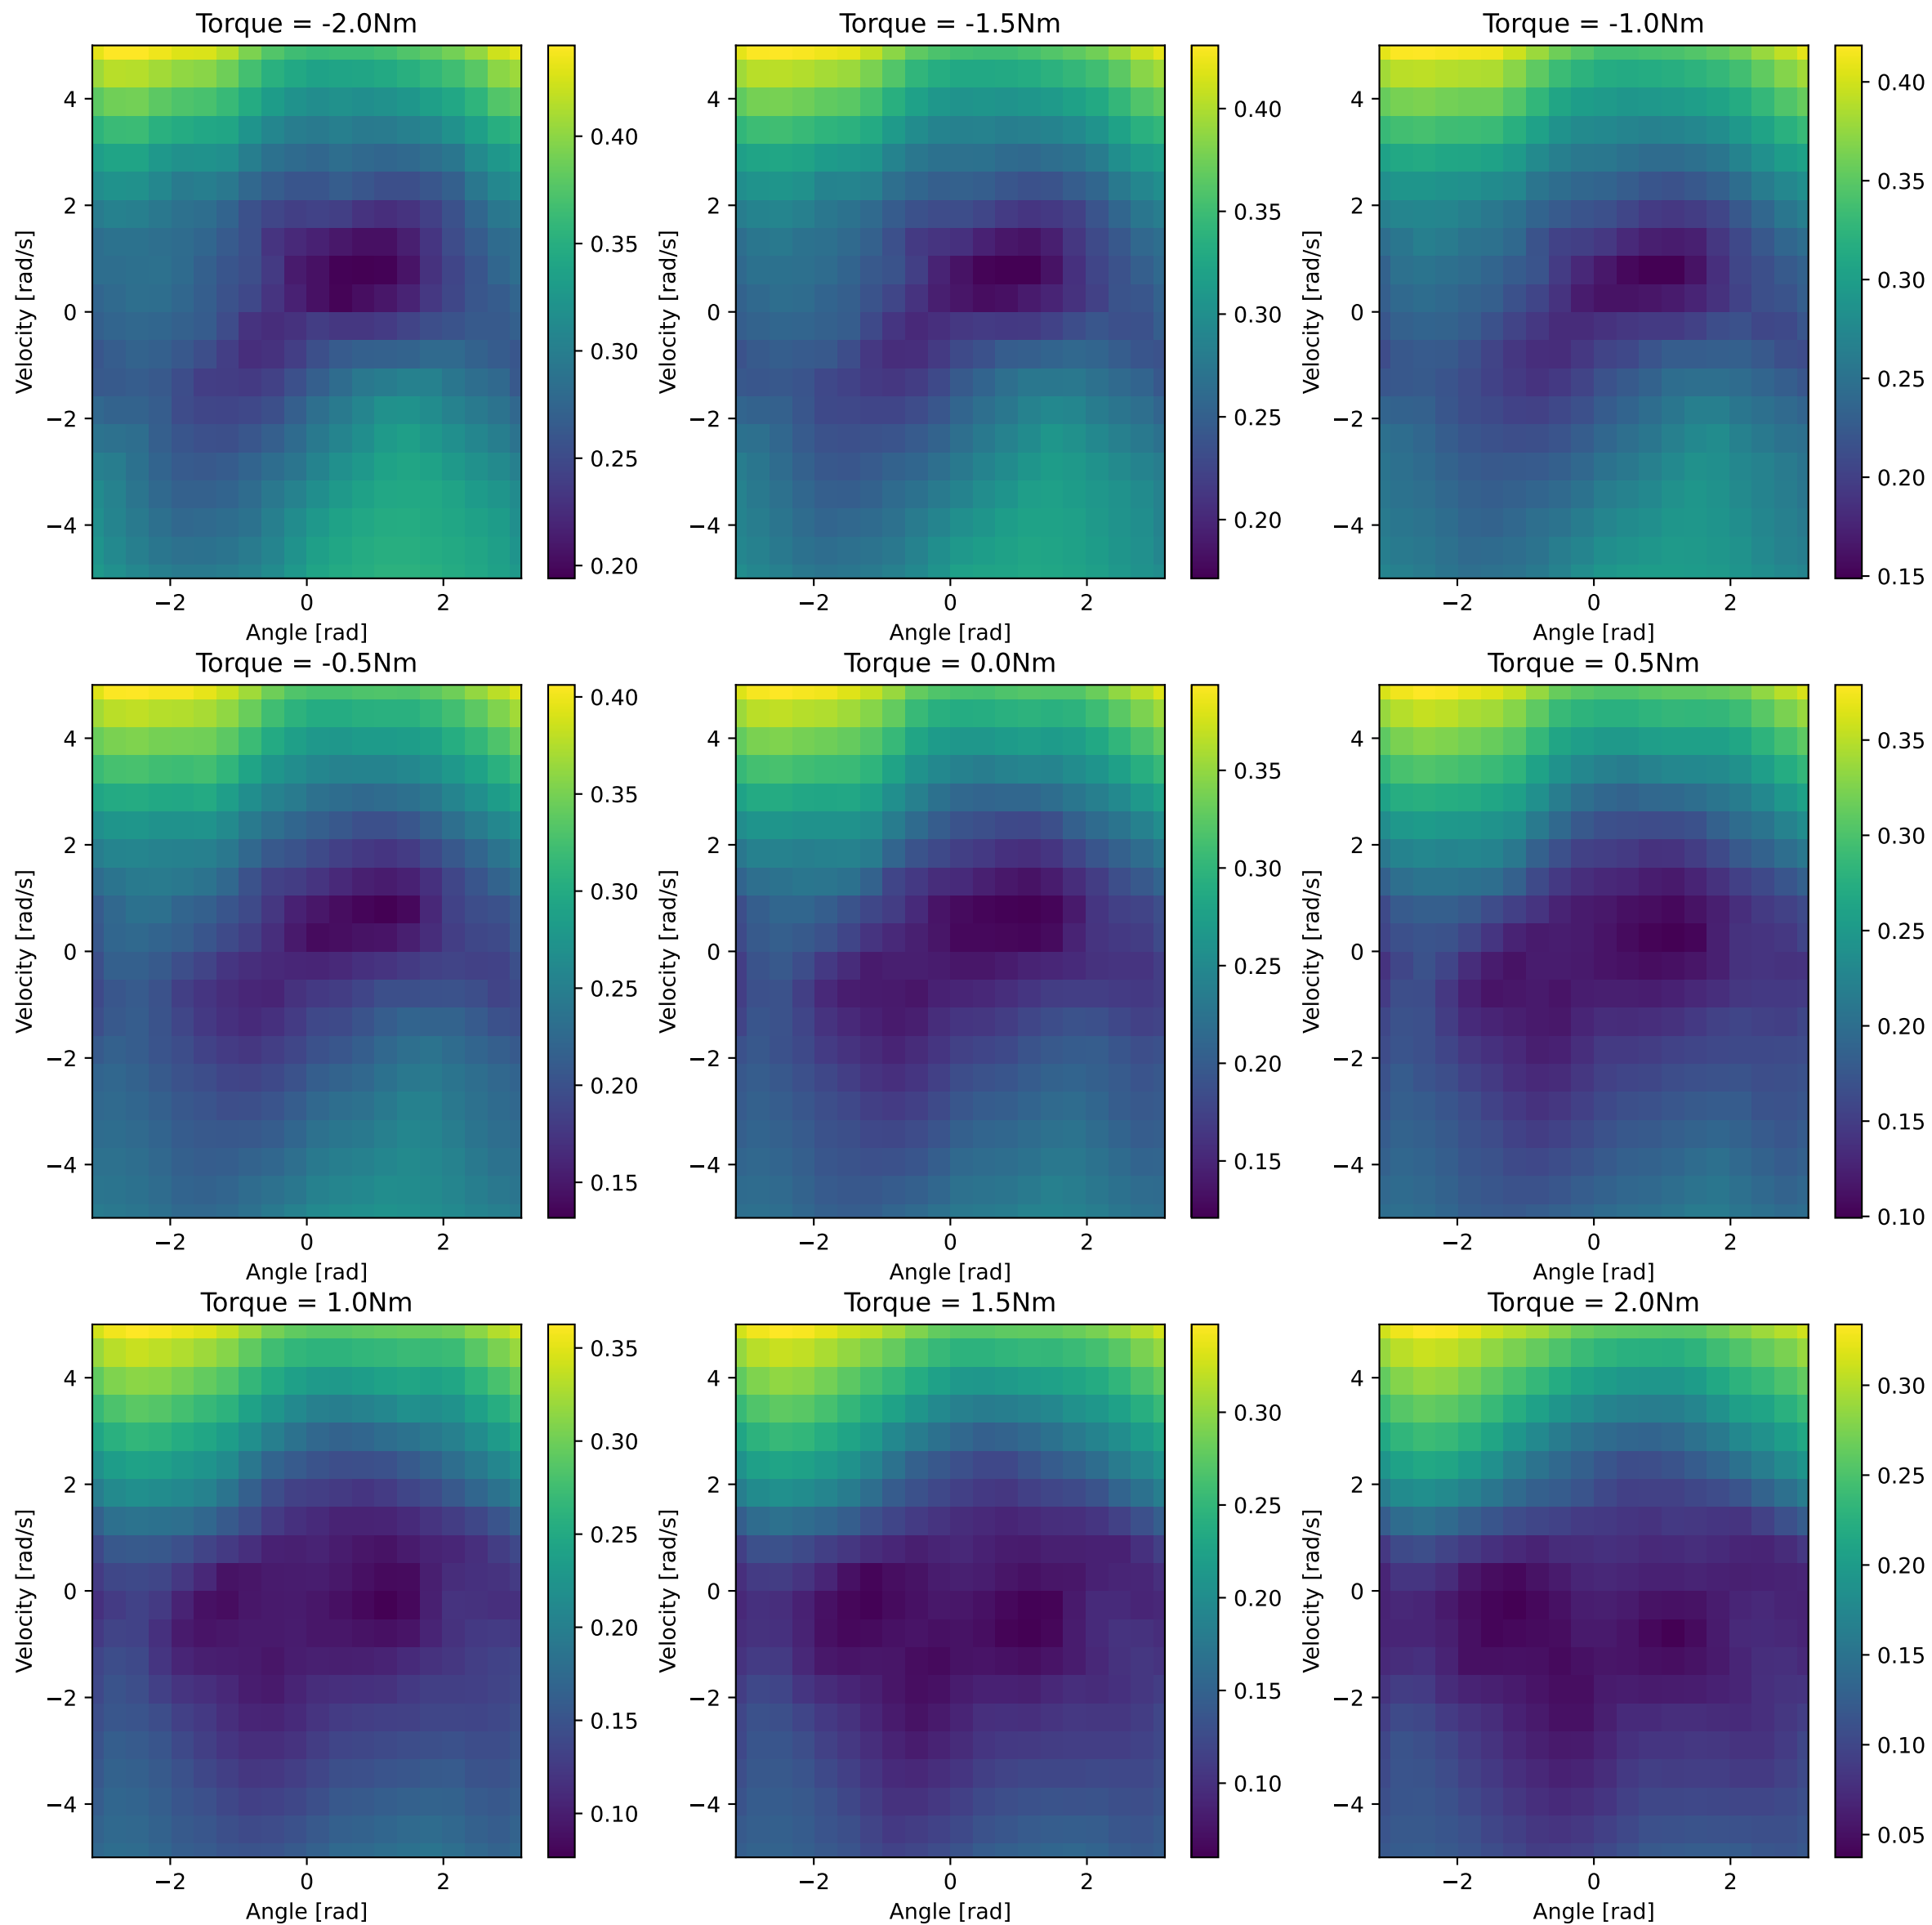 Torque = -2.0Nm
Velocity [rad/s]
4
2
0
−2
−4
−2 0 2
Angle [rad]
0.40
0.35
0.30
0.25
0.20
Torque = -1.5Nm
Velocity [rad/s]
4
2
0
−2
−4
−2 0 2
Angle [rad]
0.40
0.35
0.30
0.25
0.20
Torque = -1.0Nm
Velocity [rad/s]
4
2
0
−2
−4
−2 0 2
Angle [rad]
0.40
0.35
0.30
0.25
0.20
0.15
Torque = -0.5Nm
Velocity [rad/s]
4
2
0
−2
−4
−2 0 2
Angle [rad]
0.40
0.35
0.30
0.25
0.20
0.15
Torque = 0.0Nm
Velocity [rad/s]
4
2
0
−2
−4
−2 0 2
Angle [rad]
0.35
0.30
0.25
0.20
0.15
Torque = 0.5Nm
Velocity [rad/s]
4
2
0
−2
−4
−2 0 2
Angle [rad]
0.35
0.30
0.25
0.20
0.15
0.10
Torque = 1.0Nm
Velocity [rad/s]
4
2
0
−2
−4
−2 0 2
Angle [rad]
0.35
0.30
0.25
0.20
0.15
0.10
Torque = 1.5Nm
Velocity [rad/s]
4
2
0
−2
−4
−2 0 2
Angle [rad]
0.30
0.25
0.20
0.15
0.10
Torque = 2.0Nm
Velocity [rad/s]
4
2
0
−2
−4
−2 0 2
Angle [rad]
0.30
0.25
0.20
0.15
0.10
0.05